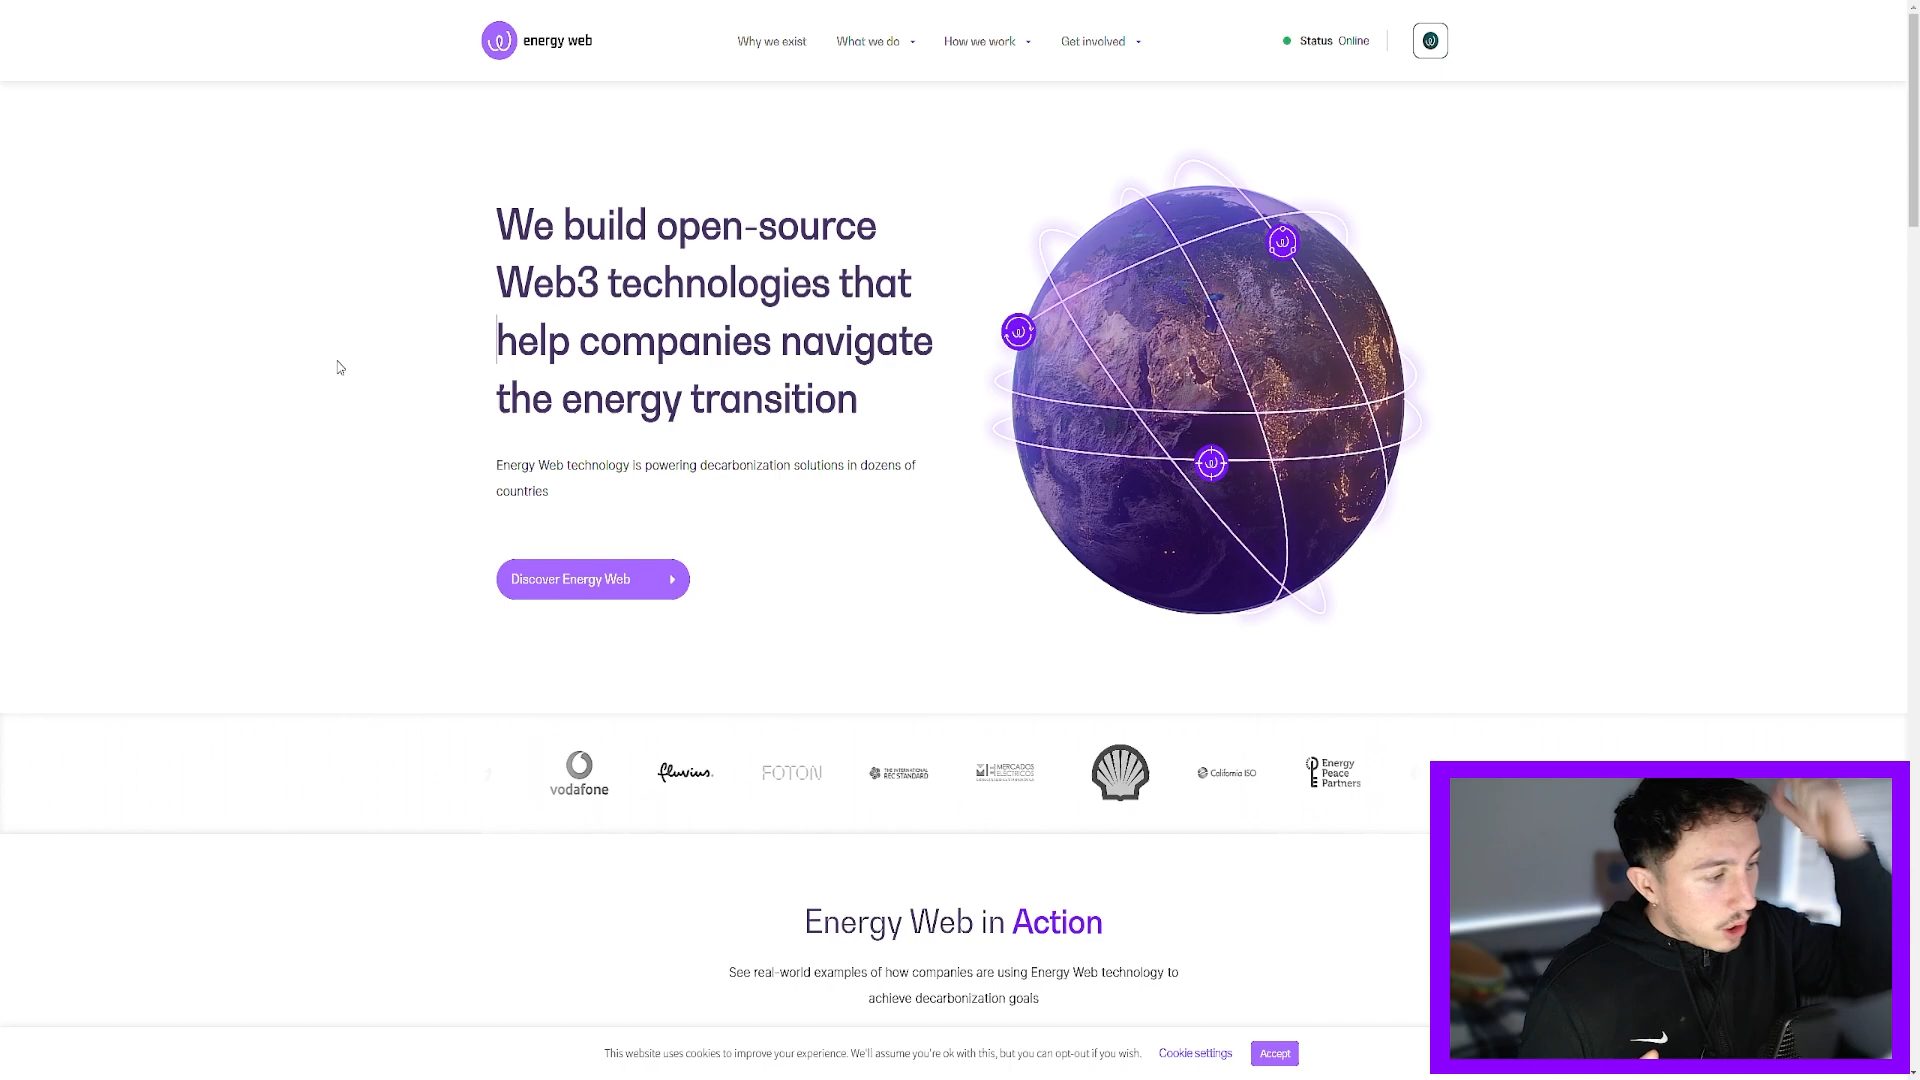 energy web
Why we exist
What we do
How we work
Get involved
Status Online
We build open-source
Web3 technologies that
help companies navigate
the energy transition
Energy Web technology is powering decarbonization solutions in dozens of
countries
Discover Energy Web
vodafone
fluvius.
FOTON
THE INTERNATIONAL
REC STANDARD
MERCADOS
ELECTRICOS
California ISO
Energy
Peace
Partners
Energy Web in Action
See real-world examples of how companies are using Energy Web technology to
achieve decarbonization goals
This website uses cookies to improve your experience. We'll assume you're ok with this, but you can opt-out if you wish.
Cookie settings
Accept